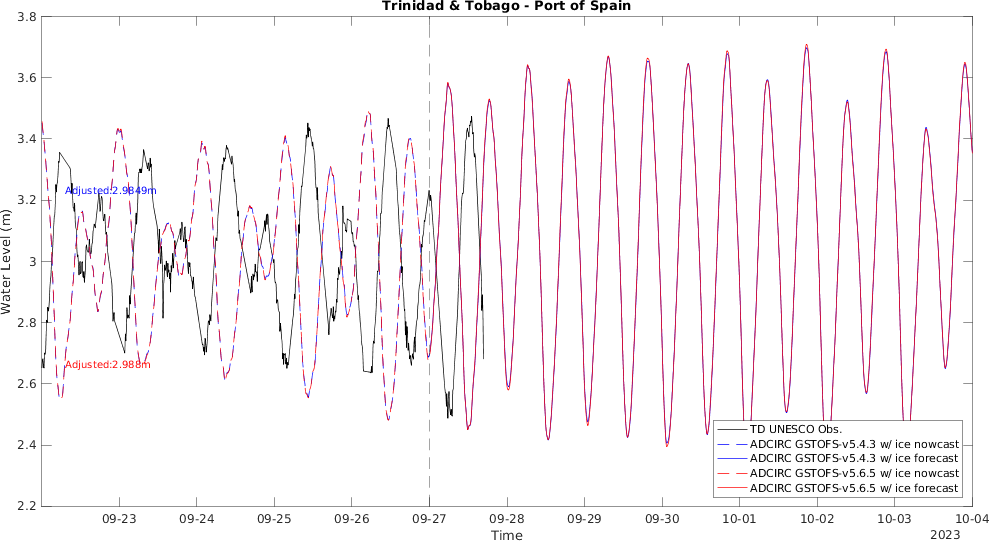 Trinidad & Tobago - Port of Spain
3.8
3.6
3.4
3.2
3
2.8
2.6
2.4
2.2
Water Level (m)
Adjusted:2.9849m
Adjusted:2.988m
TD UNESCO Obs.
ADCIRC GSTOFS-v5.4.3 w/ ice nowcast
ADCIRC GSTOFS-v5.4.3 w/ ice forecast
ADCIRC GSTOFS-v5.6.5 w/ ice nowcast
ADCIRC GSTOFS-v5.6.5 w/ ice forecast
09-23 09-24 09-25 09-26 09-27 09-28 09-29 09-30 10-01 10-02 10-03 10-04
Time
2023